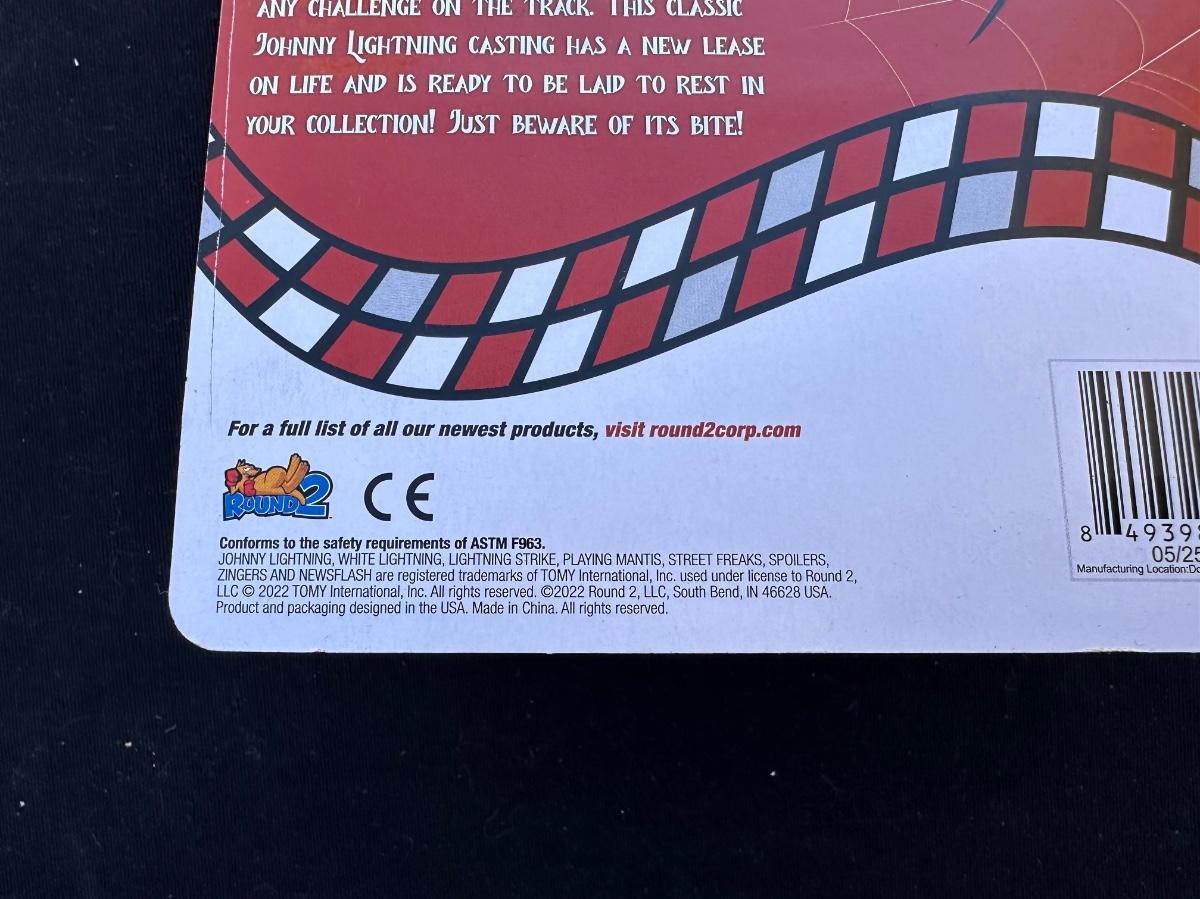 ANY CHALLENGE ON THE TRACK. THIS CLASSIC
JOHNNY LIGHTNING CASTING HAS A NEW LEASE
ON LIFE AND IS READY TO BE LAID TO REST IN
YOUR COLLECTION! JUST BEWARE OF ITS BITE!
For a full list of all our newest products, visit round2corp.com
ROUND 2
CE
Conforms to the safety requirements of ASTM F963.
JOHNNY LIGHTNING, WHITE LIGHTNING, LIGHTNING STRIKE, PLAYING MANTIS, STREET FREAKS, SPOILERS,
ZINGERS AND NEWSFLASH are registered trademarks of TOMY International, Inc. used under license to Round 2,
LLC © 2022 TOMY International, Inc. All rights reserved. ©2022 Round 2, LLC, South Bend, IN 46628 USA.
Product and packaging designed in the USA. Made in China. All rights reserved.
8 4939
05/25
Manufacturing Location: